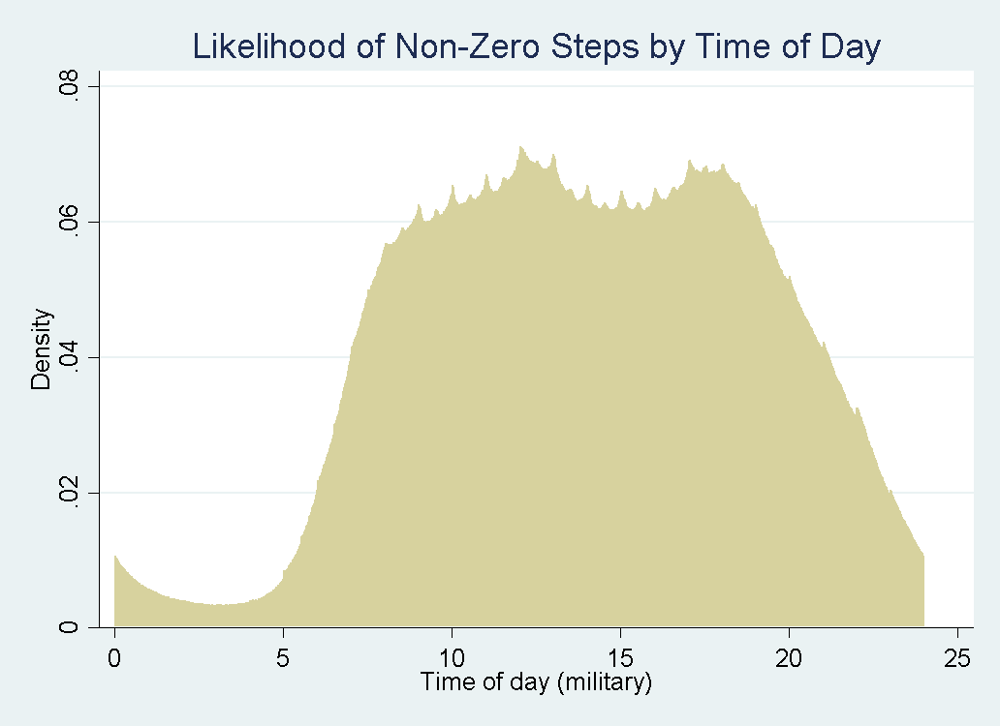 Likelihood of Non-Zero Steps by Time of Day
Density
.08
.06
.04
.02
0
0 5 10 15 20 25
Time of day (military)